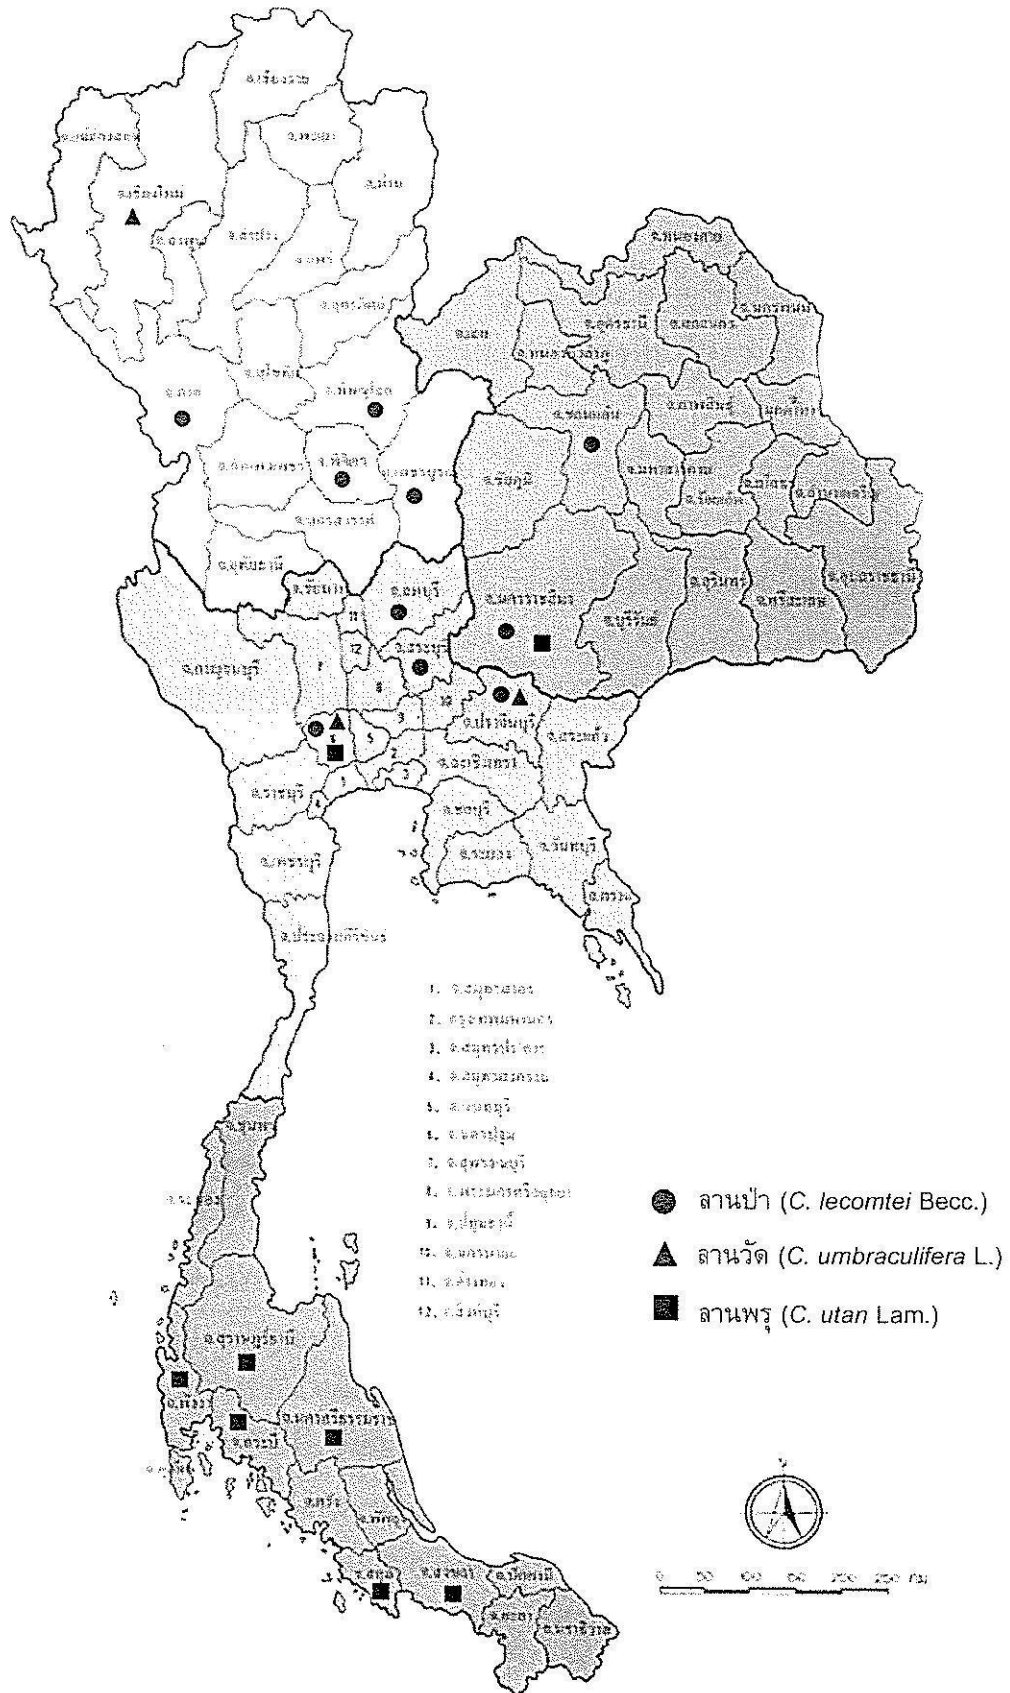 จ.เชียงราย
จ.พะเยา
จ.น่าน
จ.เชียงใหม่
จ.ลำปาง
จ.แพร่
จ.อุตรดิตถ์
จ.หนองคาย
จ.เลย
จ.อุดรธานี
จ.สกลนคร
จ.นครพนม
จ.ตาก
จ.สุโขทัย
จ.พิษณุโลก
จ.ขอนแก่น
จ.กาฬสินธุ์
จ.กำแพงเพชร
จ.พิจิตร
จ.เพชรบูรณ์
จ.ชัยภูมิ
จ.มหาสารคาม
จ.ร้อยเอ็ด
จ.ยโสธร
จ.อำนาจเจริญ
จ.นครสวรรค์
จ.อุทัยธานี
จ.ชัยนาท
จ.ลพบุรี
จ.นครราชสีมา
จ.บุรีรัมย์
จ.สุรินทร์
จ.ศรีสะเกษ
จ.อุบลราชธานี
11
12
จ.สระบุรี
จ.กาญจนบุรี
7
8
10
9
จ.ปราจีนบุรี
จ.สระแก้ว
6
5
2
จ.ฉะเชิงเทรา
จ.ราชบุรี
1
3
4
จ.ชลบุรี
จ.เพชรบุรี
จ.ระยอง
จ.จันทบุรี
จ.ตราด
จ.ประจวบคีรีขันธ์
1. จ.สมุทรสาคร
2. กรุงเทพมหานคร
3. จ.สมุทรปราการ
4. จ.สมุทรสงคราม
5. จ.นนทบุรี
6. จ.นครปฐม
7. จ.สุพรรณบุรี
8. จ.พระนครศรีอยุธยา
9. จ.ปทุมธานี
10. จ.นครนายก
11. จ.อ่างทอง
12. จ.สิงห์บุรี
จ.ชุมพร
จ.ระนอง
ลานป่า (C. lecomtei Becc.)
ลานวัด (C. umbraculifera L.)
ลานพรุ (C. utan Lam.)
จ.สุราษฎร์ธานี
จ.พังงา
จ.กระบี่
จ.นครศรีธรรมราช
จ.ตรัง
จ.พัทลุง
จ.สตูล
จ.สงขลา
จ.ปัตตานี
จ.ยะลา
จ.นราธิวาส
0 50 100 150 200 250 กม